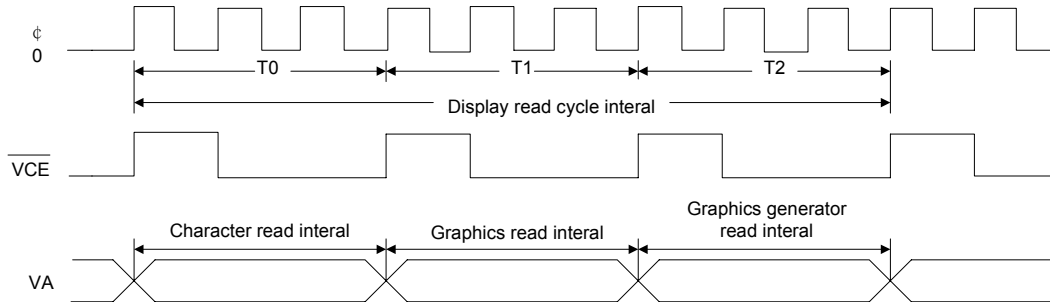 ¢
0
T0
T1
T2
Display read cycle interal
VCE
Graphics generator
read interal
Character read interal
Graphics read interal
VA